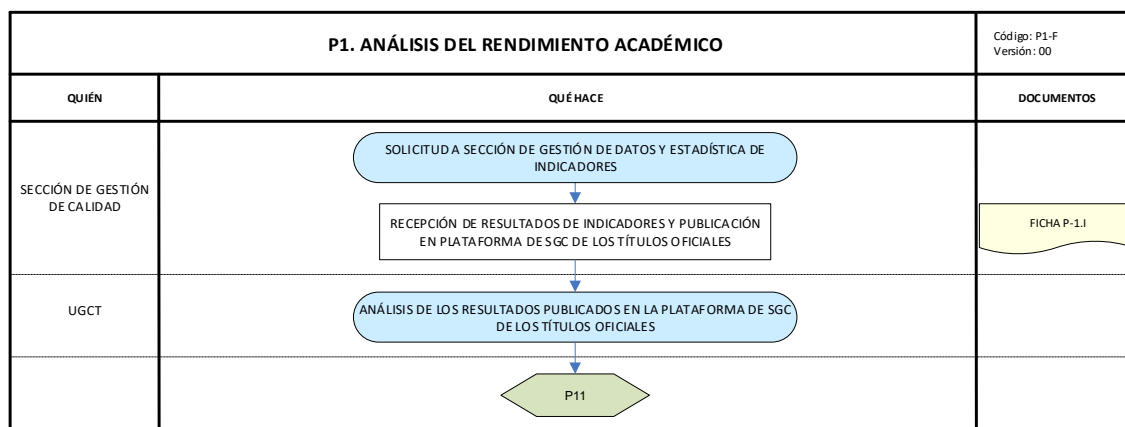 P1. ANÁLISIS DEL RENDIMIENTO ACADÉMICO
Código: P1-F
Versión: 00
QUIÉN
QUÉ HACE
DOCUMENTOS
SECCIÓN DE GESTIÓN
DE CALIDAD
SOLICITUD A SECCIÓN DE GESTIÓN DE DATOS Y ESTADÍSTICA DE
INDICADORES
RECEPCIÓN DE RESULTADOS DE INDICADORES Y PUBLICACIÓN
EN PLATAFORMA DE SGC DE LOS TÍTULOS OFICIALES
FICHA P-1.I
UGCT
ANÁLISIS DE LOS RESULTADOS PUBLICADOS EN LA PLATAFORMA DE SGC
DE LOS TÍTULOS OFICIALES
P11